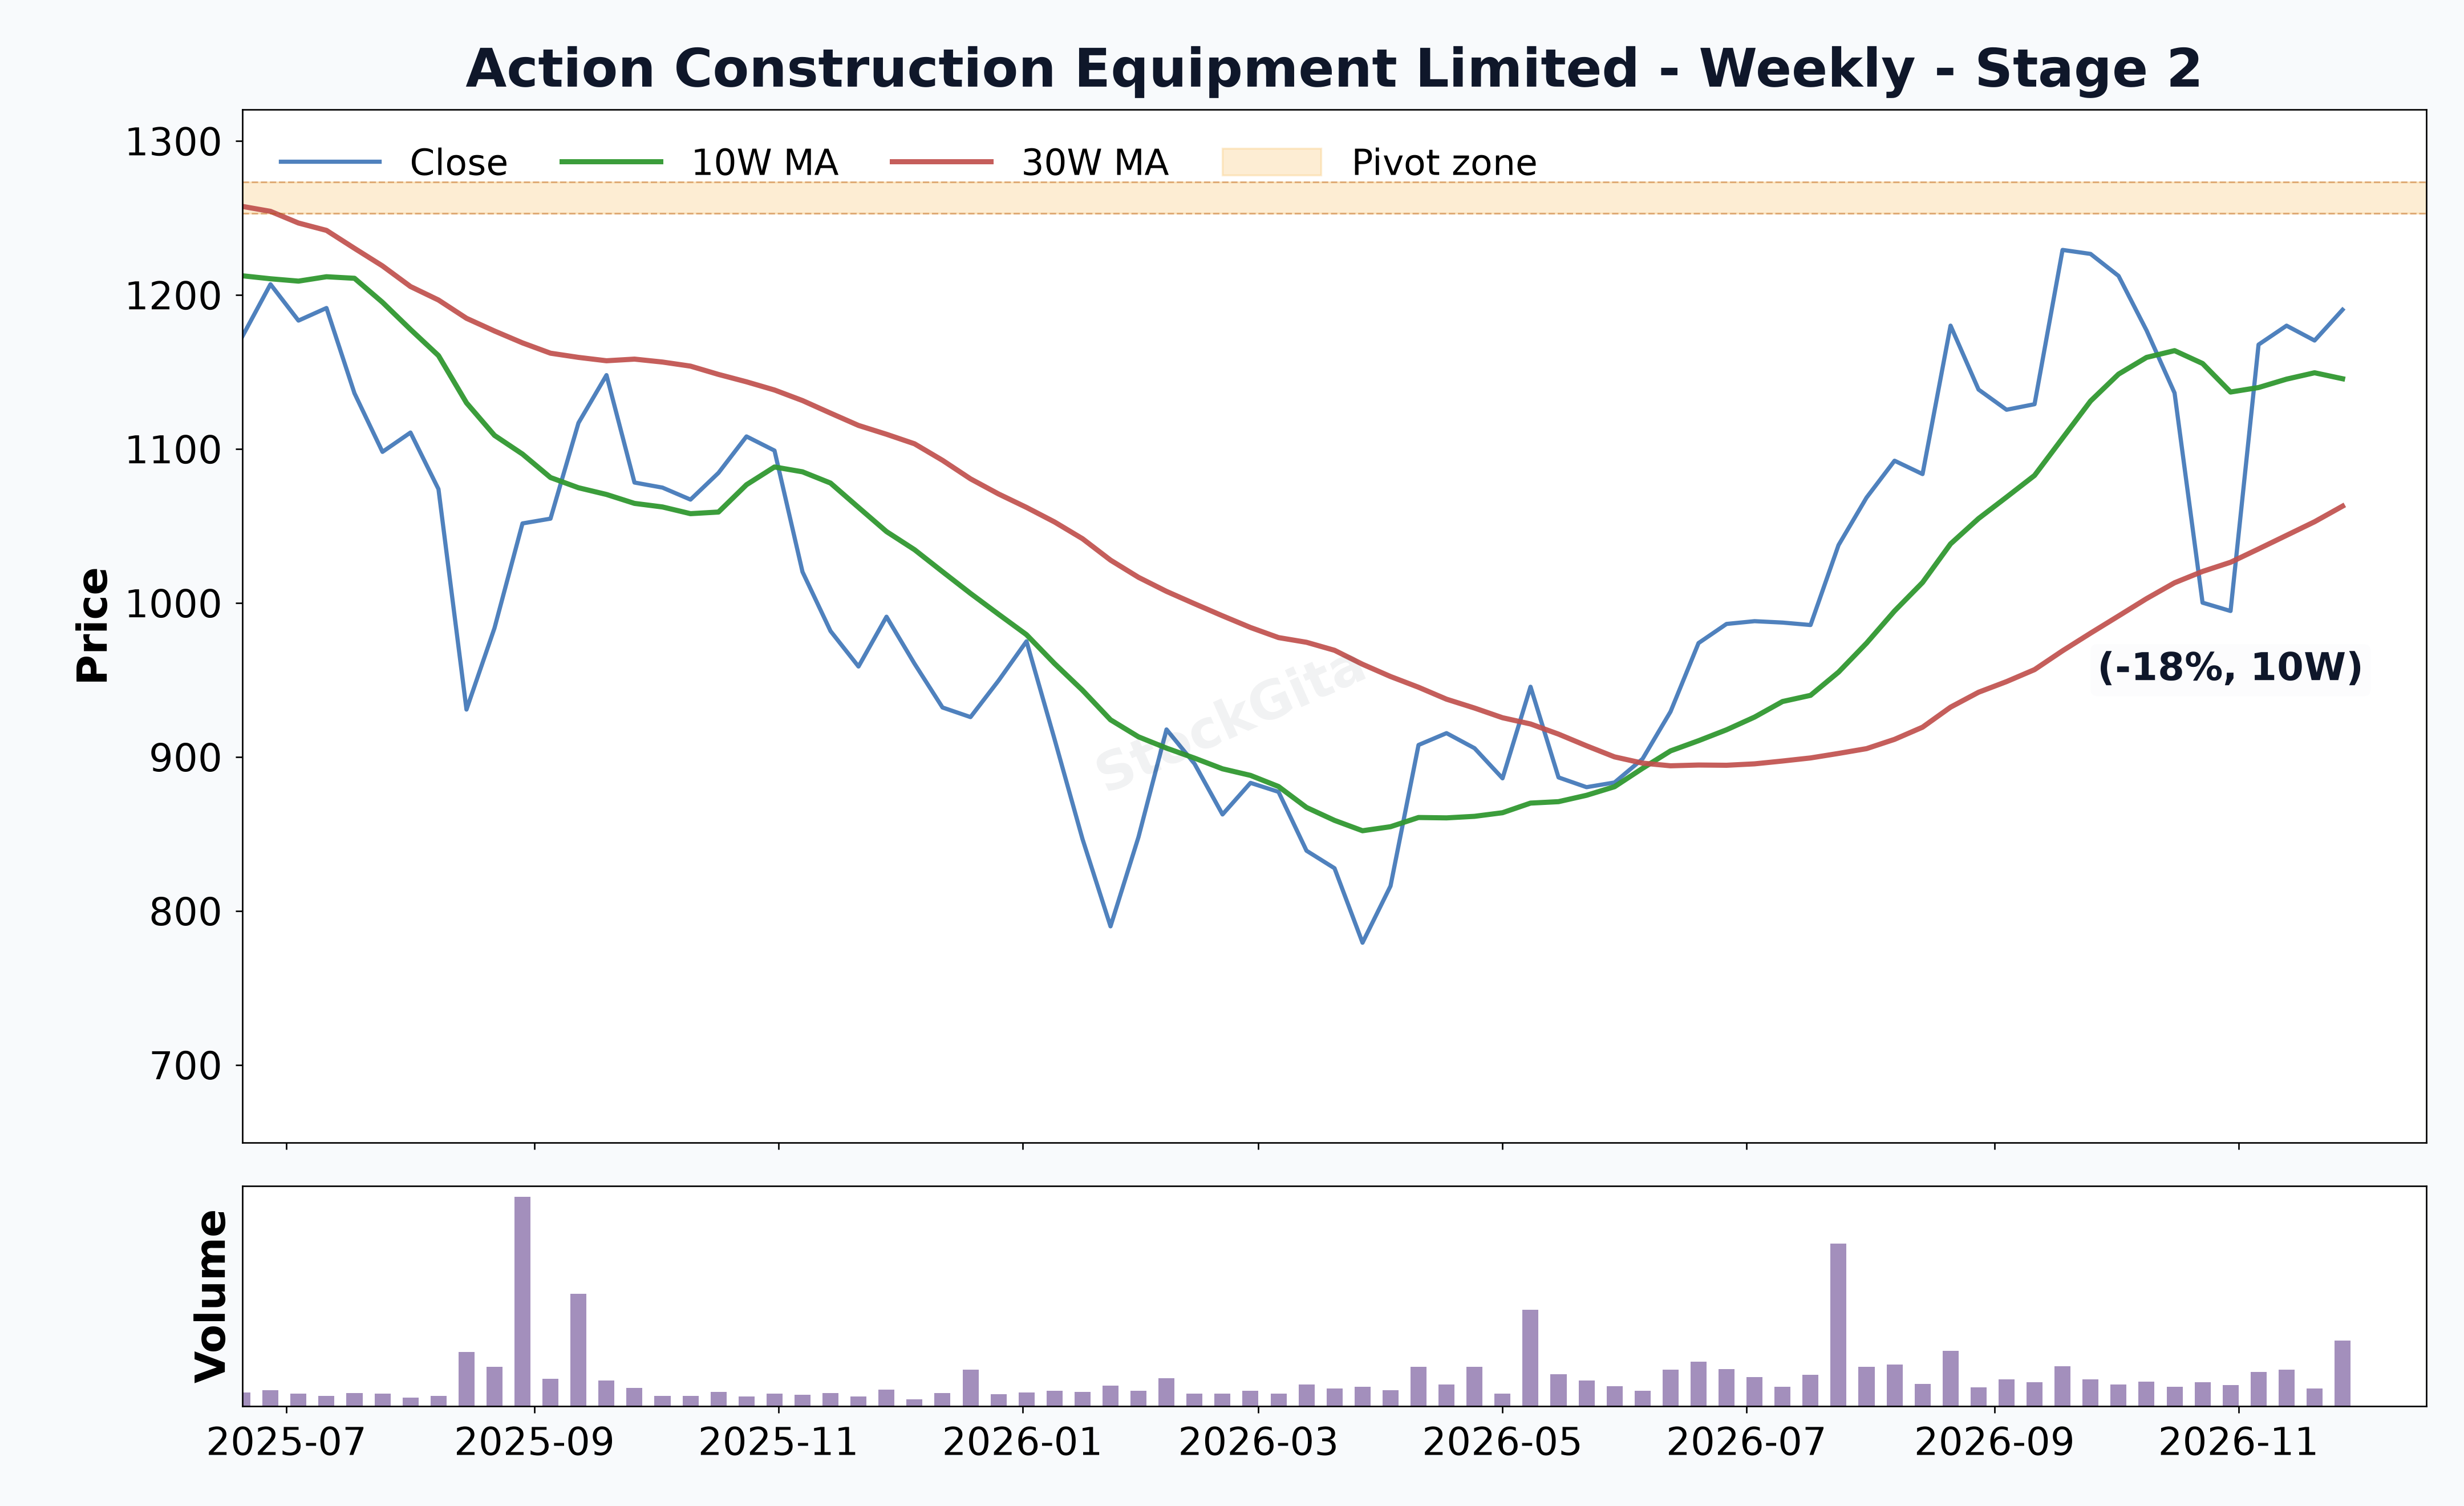 Action Construction Equipment Limited - Weekly - Stage 2
Close 10W MA 30W MA Pivot zone
1300
1200
1100
1000
900
800
700
Price
StockGita
(-18%, 10W)
Volume
2025-07 2025-09 2025-11 2026-01 2026-03 2026-05 2026-07 2026-09 2026-11